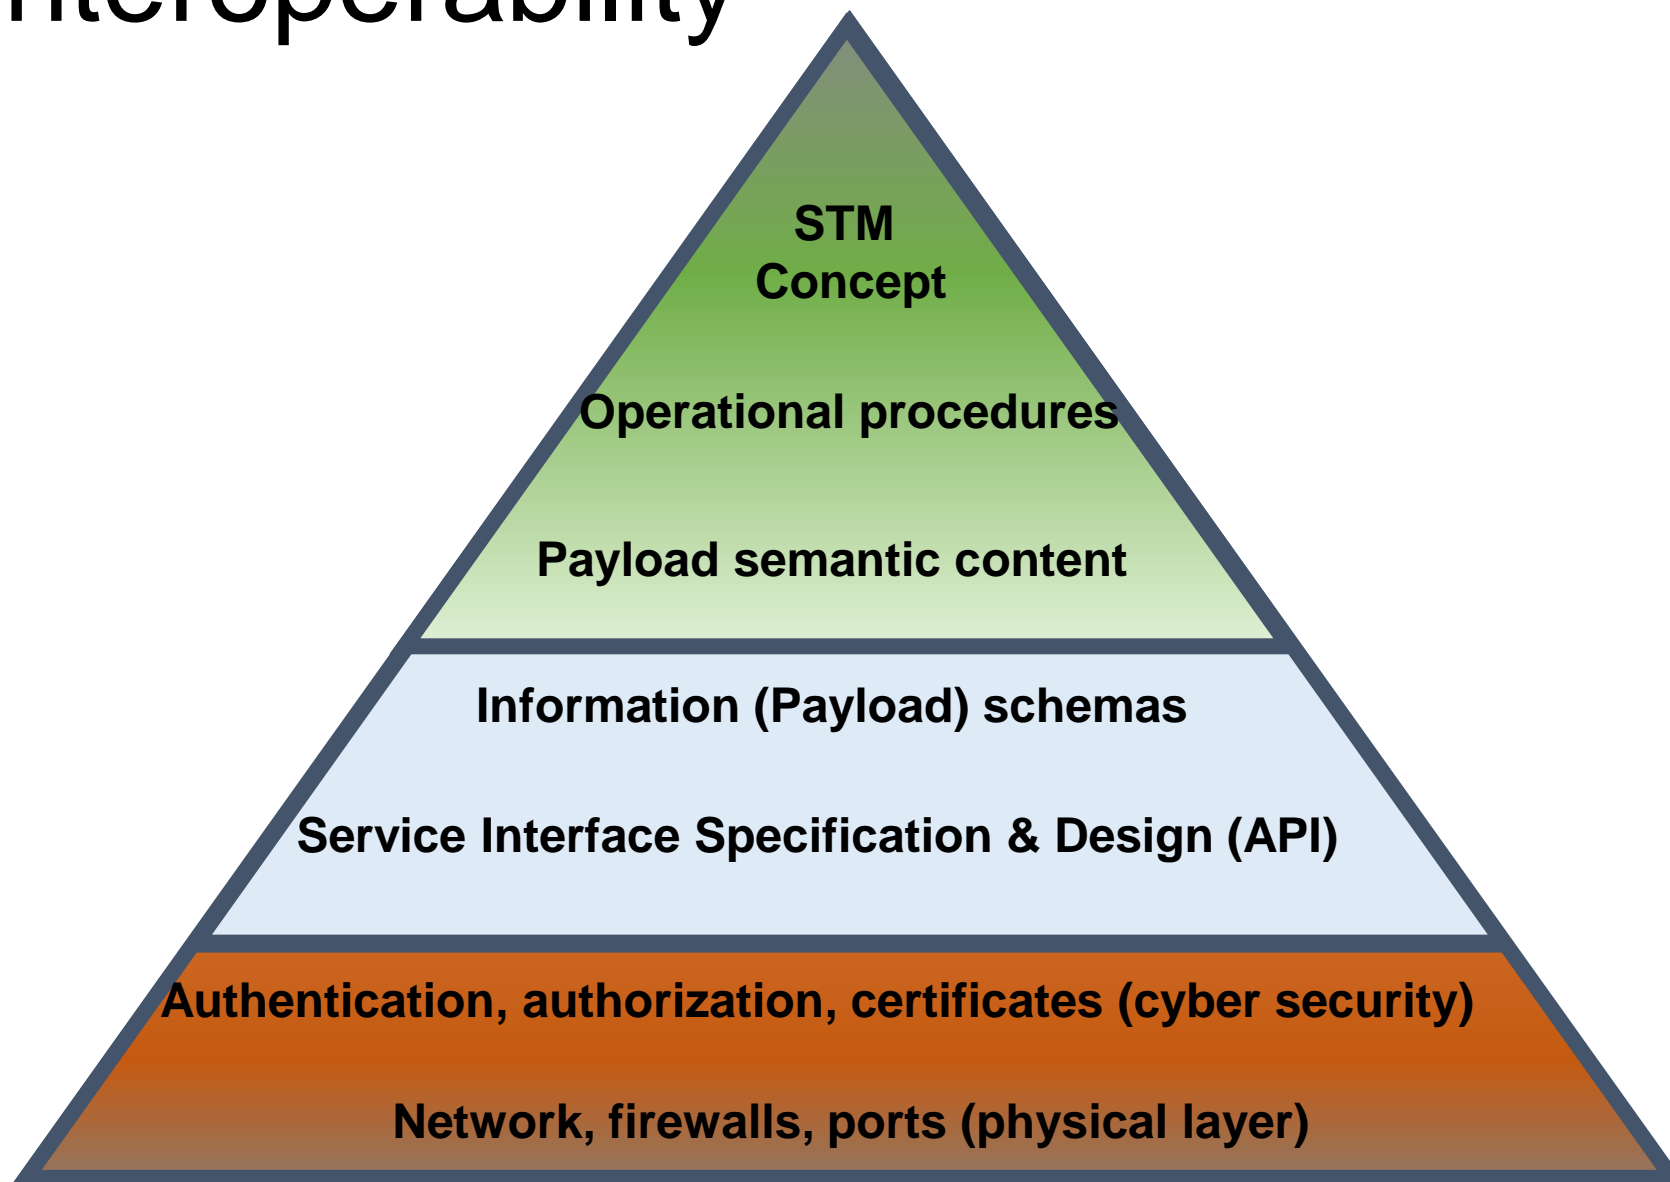 nteroperability
STM
Concept
Operational procedures
Payload semantic content
Information (Payload) schemas
Service Interface Specification & Design (API)
Authentication, authorization, certificates (cyber security)
Network, firewalls, ports (physical layer)